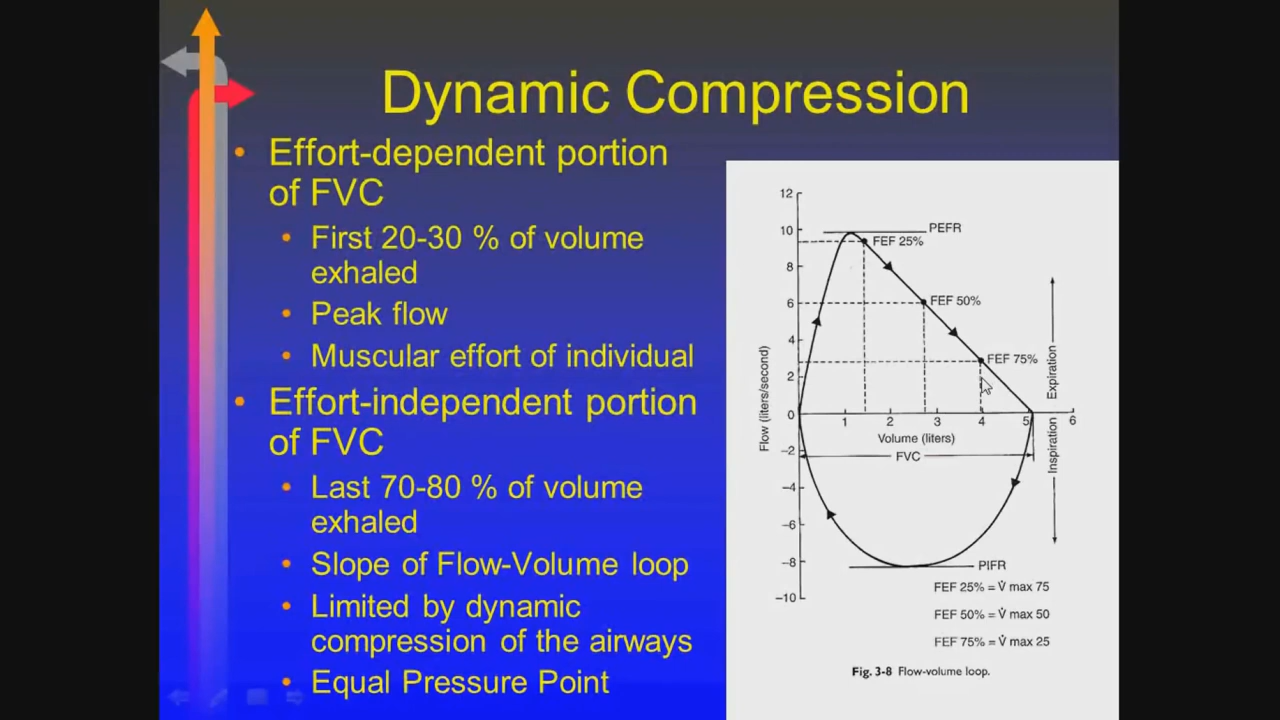 Dynamic Compression
• Effort-dependent portion
of FVC
• First 20-30 % of volume
exhaled
• Peak flow
• Muscular effort of individual
• Effort-independent portion
of FVC
• Last 70-80 % of volume
exhaled
• Slope of Flow-Volume loop
• Limited by dynamic
compression of the airways
• Equal Pressure Point
12
10
8
6
4
2
0
−2
−4
−6
−8
−10
Flow (liters/second)
PEFR
FEF 25%
FEF 50%
FEF 75%
1 2 3 4 5 6
Volume (liters)
FVC
Expiration
Inspiration
PIFR
FEF 25% = V̇ max 75
FEF 50% = V̇ max 50
FEF 75% = V̇ max 25
Fig. 3-8 Flow-volume loop.